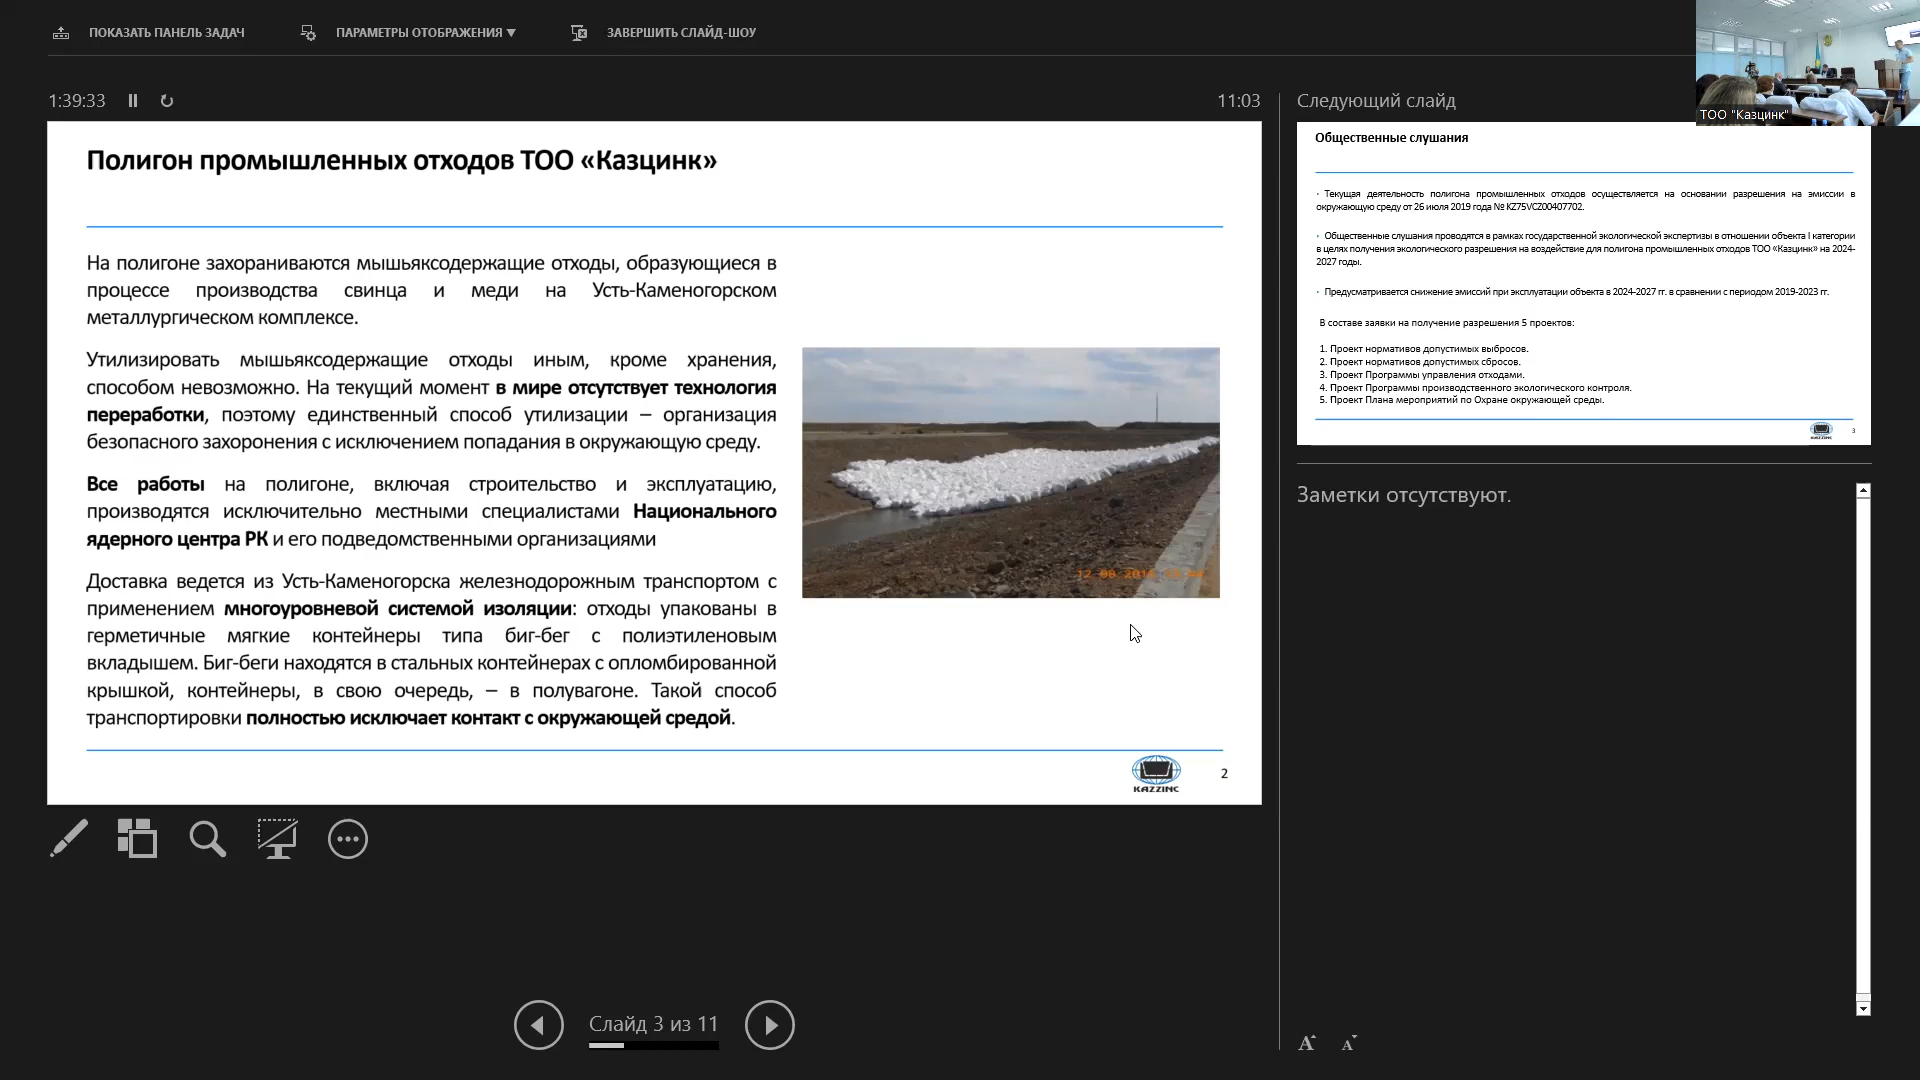 ПОКАЗАТЬ ПАНЕЛЬ ЗАДАЧ
ПАРАМЕТРЫ ОТОБРАЖЕНИЯ ▼
ЗАВЕРШИТЬ СЛАЙД-ШОУ
ТОО "Казцинк"
1:39:33
11:03
Полигон промышленных отходов ТОО «Казцинк»
На полигоне захораниваются мышьяксодержащие отходы, образующиеся в
процессе производства свинца и меди на Усть-Каменогорском
металлургическом комплексе.
Утилизировать мышьяксодержащие отходы иным, кроме хранения,
способом невозможно. На текущий момент в мире отсутствует технология
переработки, поэтому единственный способ утилизации – организация
безопасного захоронения с исключением попадания в окружающую среду.
Все работы на полигоне, включая строительство и эксплуатацию,
производятся исключительно местными специалистами Национального
ядерного центра РК и его подведомственными организациями
Доставка ведется из Усть-Каменогорска железнодорожным транспортом с
применением многоуровневой системой изоляции: отходы упакованы в
герметичные мягкие контейнеры типа биг-бег с полиэтиленовым
вкладышем. Биг-беги находятся в стальных контейнерах с опломбированной
крышкой, контейнеры, в свою очередь, – в полувагоне. Такой способ
транспортировки полностью исключает контакт с окружающей средой.
KAZZINC
2
Следующий слайд
Общественные слушания
· Текущая деятельность полигона промышленных отходов осуществляется на основании разрешения на эмиссии в
окружающую среду от 26 июля 2019 года № KZ75VCZ00407702.
· Общественные слушания проводятся в рамках государственной экологической экспертизы в отношении объекта I категории
в целях получения экологического разрешения на воздействие для полигона промышленных отходов ТОО «Казцинк» на 2024-
2027 годы.
· Предусматривается снижение эмиссий при эксплуатации объекта в 2024-2027 гг. в сравнении с периодом 2019-2023 гг.
В составе заявки на получение разрешения 5 проектов:
1. Проект нормативов допустимых выбросов.
2. Проект нормативов допустимых сбросов.
3. Проект Программы управления отходами.
4. Проект Программы производственного экологического контроля.
5. Проект Плана мероприятий по Охране окружающей среды.
KAZZINC
3
Заметки отсутствуют.
Слайд 3 из 11
A A